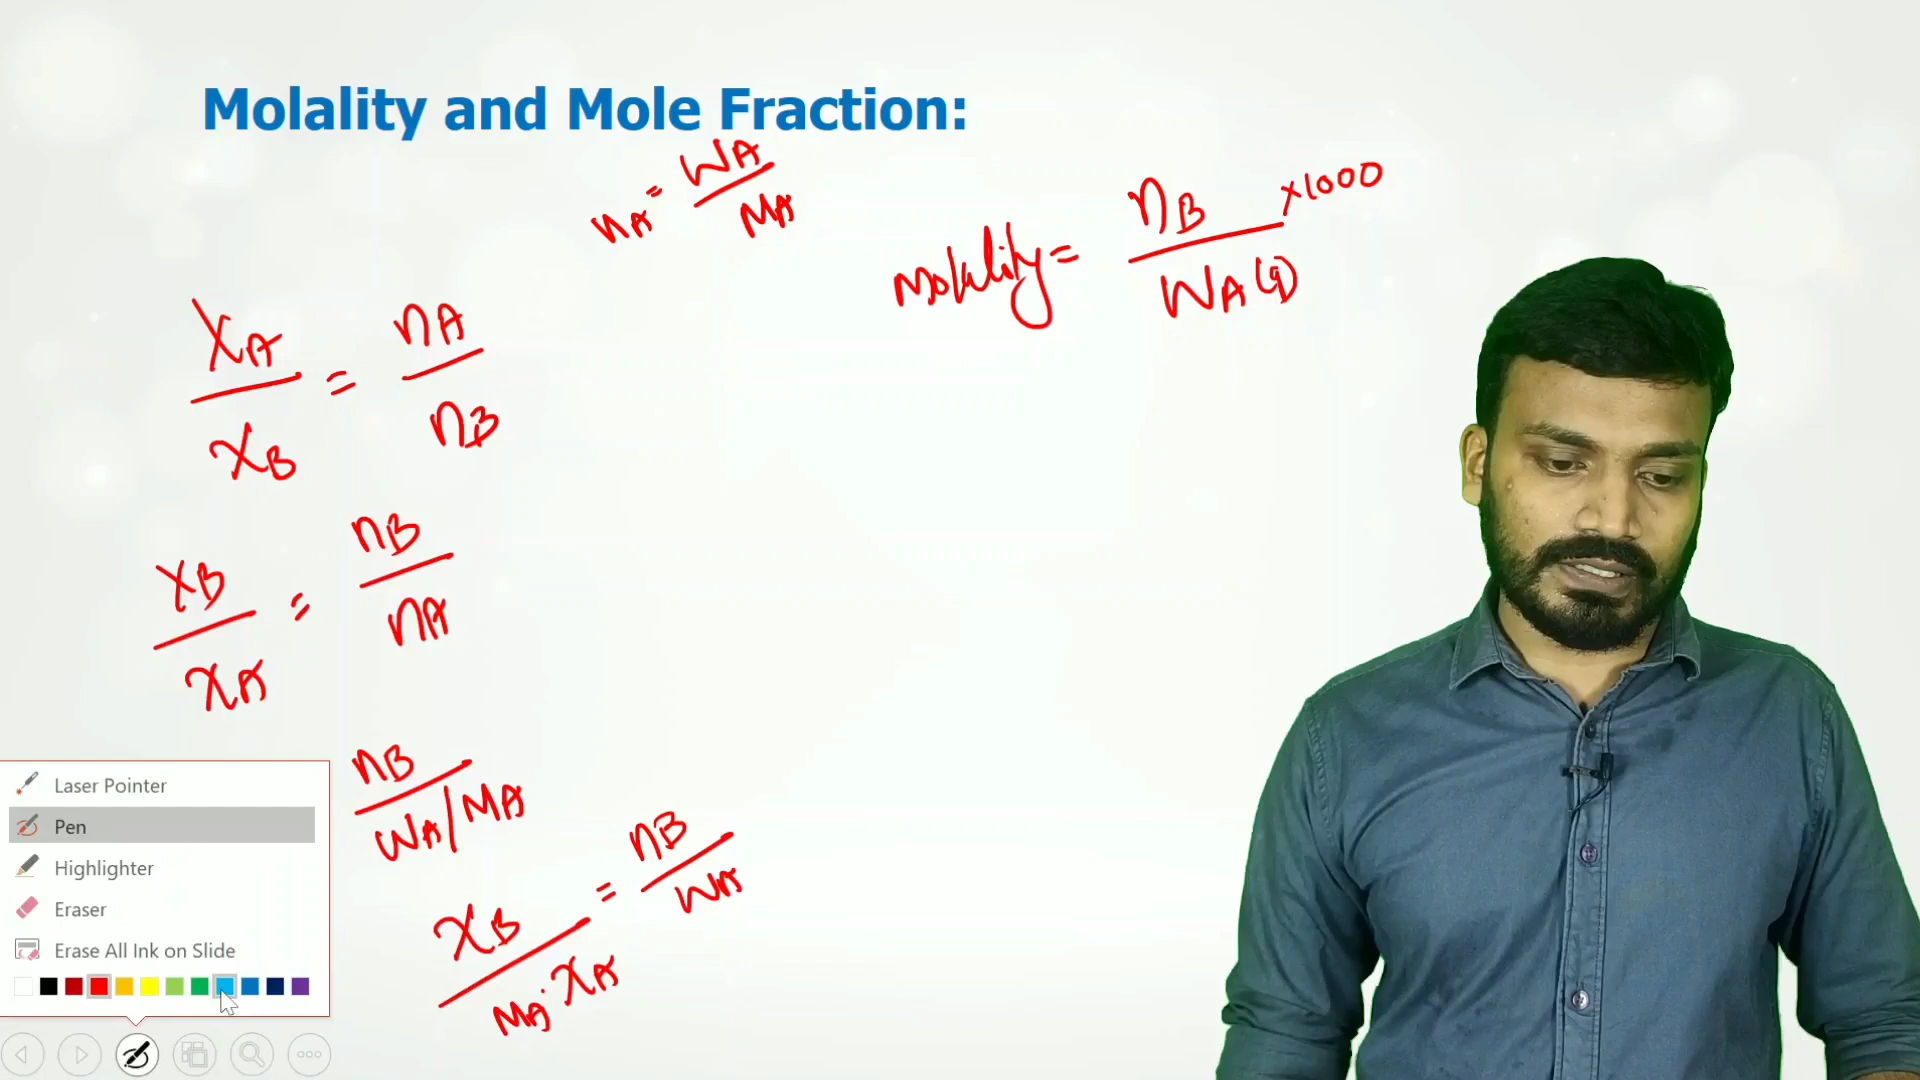 Molality and Mole Fraction:
nA = WA / MA
Molality = nB / WA(g) ×1000
XA / XB = nA / nB
XB / XA = nB / nA
nB / WA/MA
XB / MA·XA = nB / WA
Laser Pointer
Pen
Highlighter
Eraser
Erase All Ink on Slide